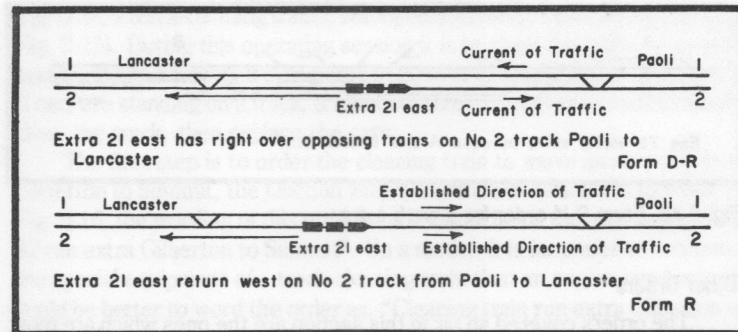 Current of Traffic
1 Lancaster Paoli 1
2 Extra 21 east Current of Traffic 2
Extra 21 east has right over opposing trains on No 2 track Paoli to
Lancaster Form D-R
Established Direction of Traffic
1 Lancaster Paoli 1
2 Extra 21 east Established Direction of Traffic 2
Extra 21 east return west on No 2 track from Paoli to Lancaster
Form R